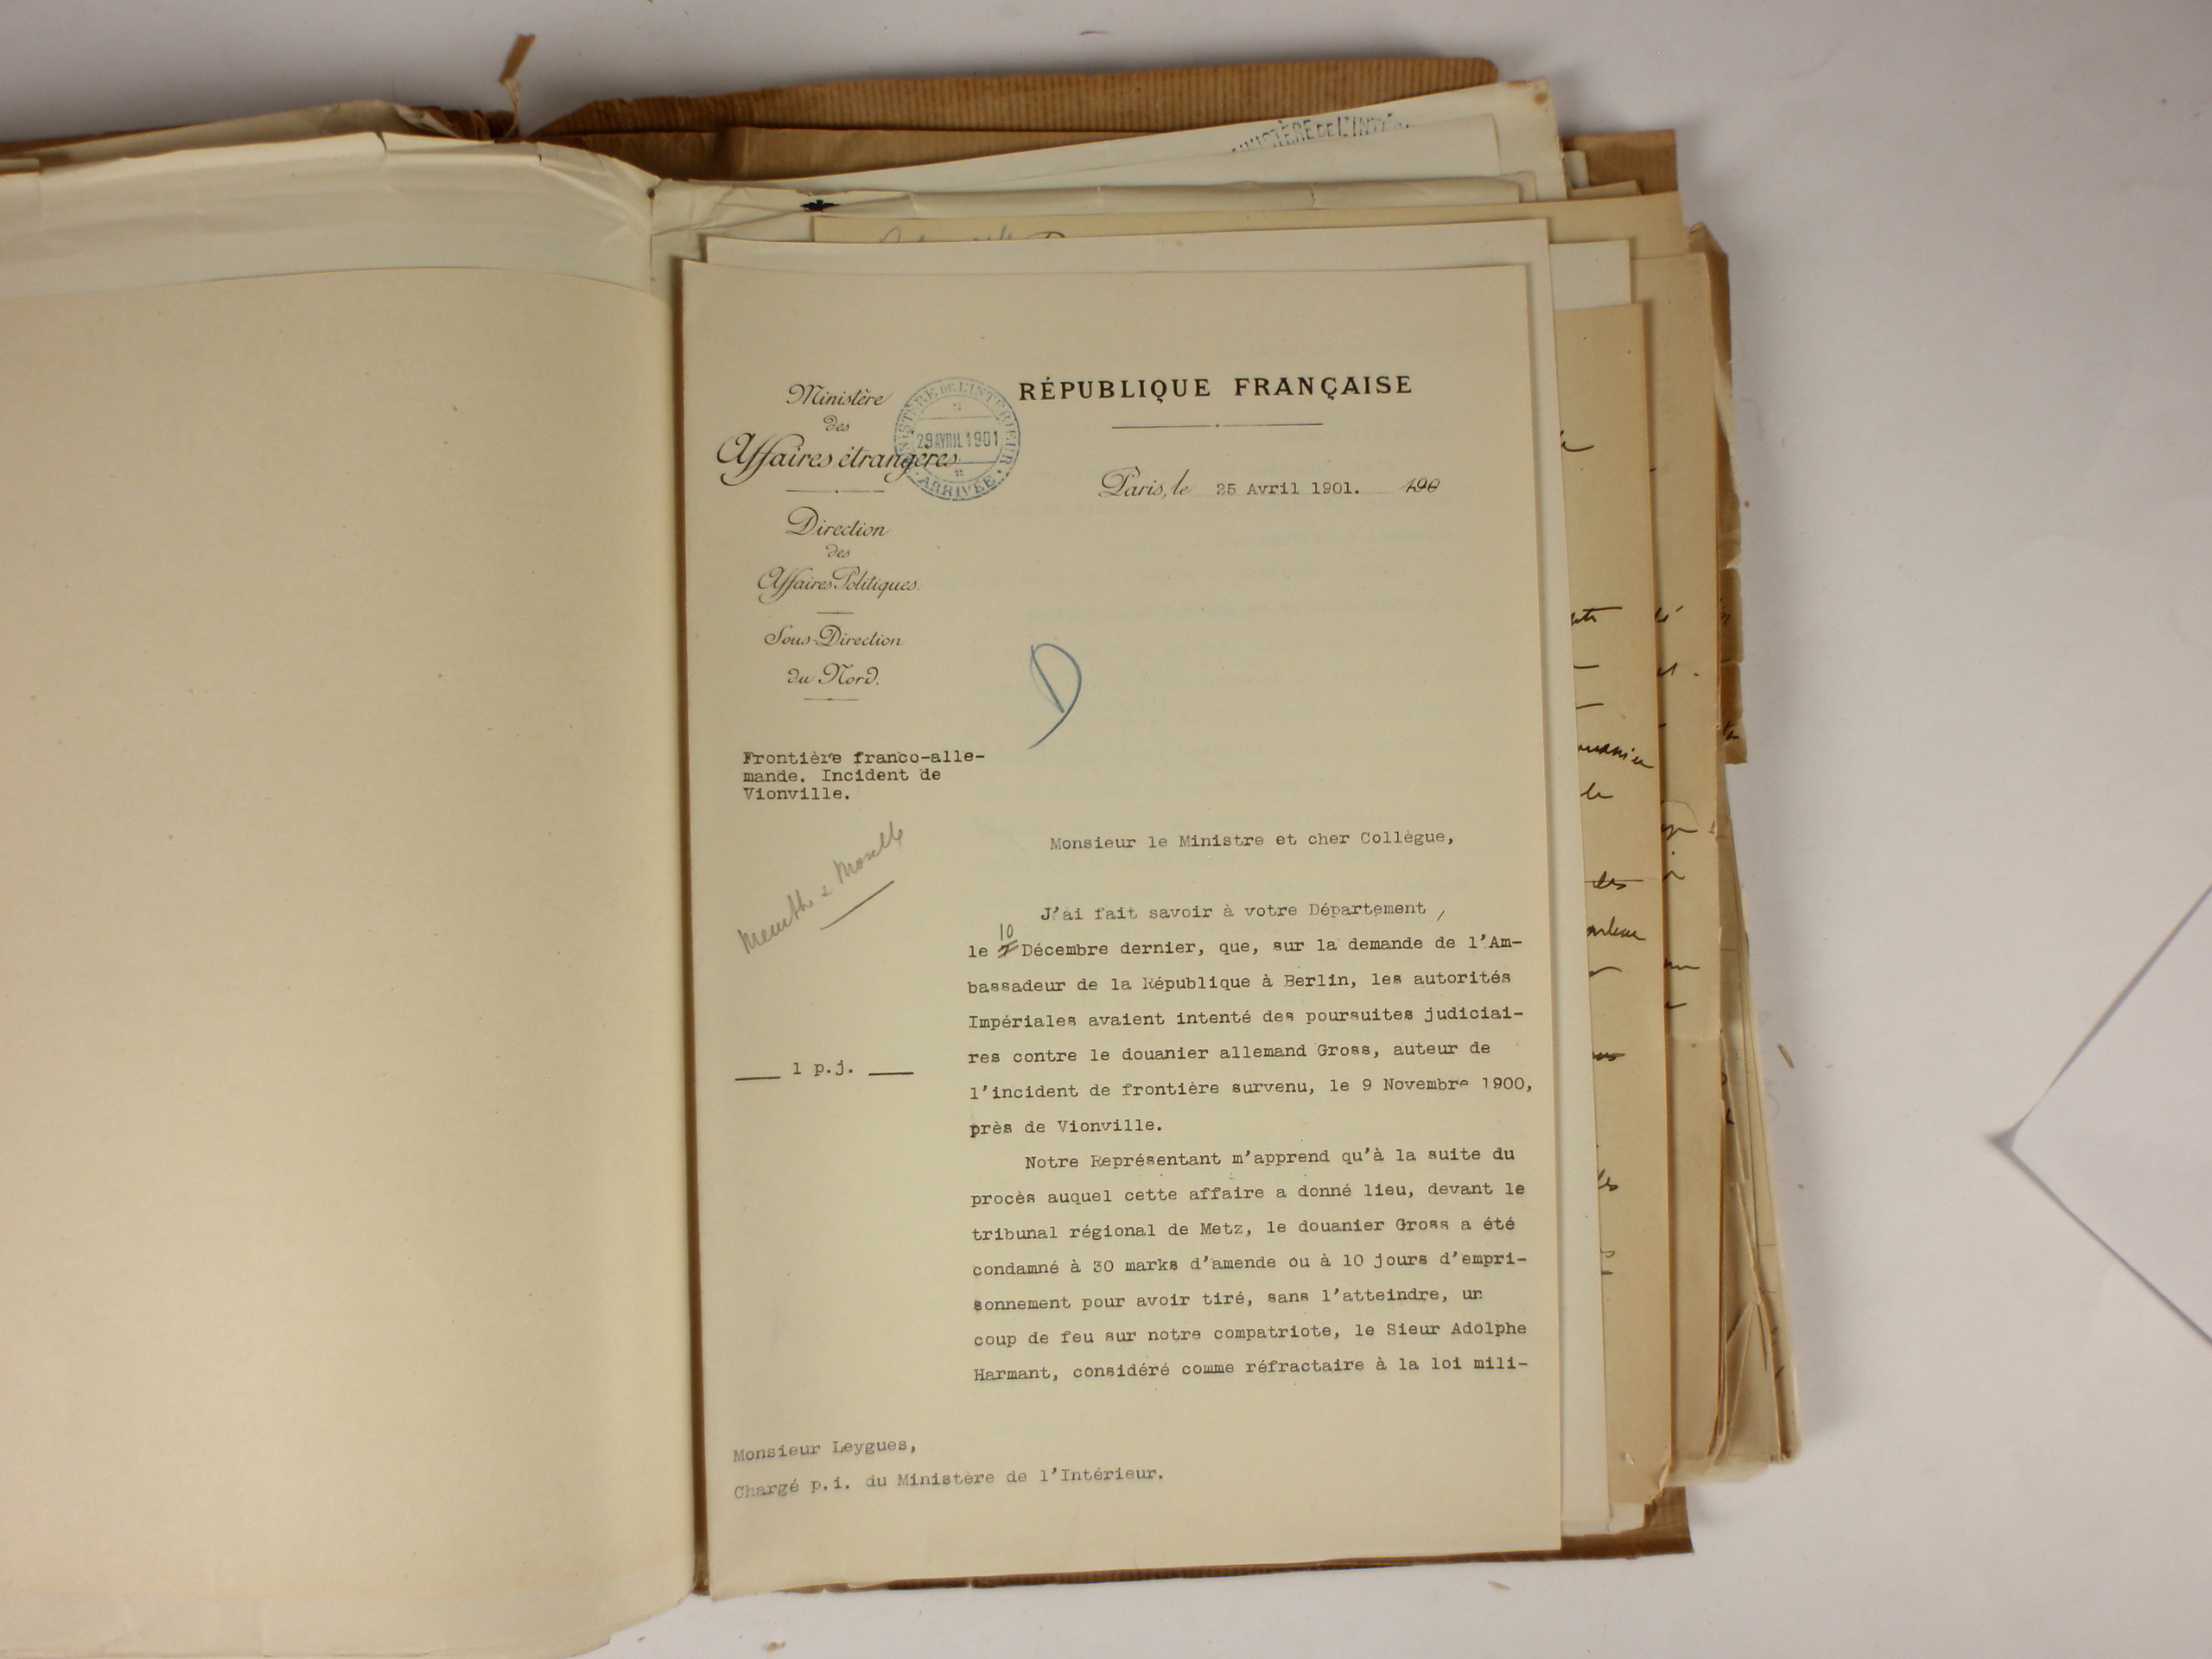 MINISTÈRE DE L'INTÉ
Ministère
des
Affaires étrangères
Direction
des
Affaires Politiques.
Sous-Direction
du Nord.
MINISTÈRE DE L'INTÉRIEUR
29 AVRIL 1901
ARRIVÉE
RÉPUBLIQUE FRANÇAISE
Paris, le 25 Avril 1901. 190
D
Frontière franco-alle-
mande. Incident de
Vionville.
Meurthe & Moselle
1 p.j.
Monsieur le Ministre et cher Collègue,
J'ai fait savoir à votre Département,
10
le Décembre dernier, que, sur la demande de l'Am-
bassadeur de la République à Berlin, les autorités
Impériales avaient intenté des poursuites judiciai-
res contre le douanier allemand Gross, auteur de
l'incident de frontière survenu, le 9 Novembre 1900,
près de Vionville.
Notre Représentant m'apprend qu'à la suite du
procès auquel cette affaire a donné lieu, devant le
tribunal régional de Metz, le douanier Gross a été
condamné à 30 marks d'amende ou à 10 jours d'empri-
sonnement pour avoir tiré, sans l'atteindre, un
coup de feu sur notre compatriote, le Sieur Adolphe
Harmant, considéré comme réfractaire à la loi mili-
Monsieur Leygues,
Chargé p.i. du Ministère de l'Intérieur.